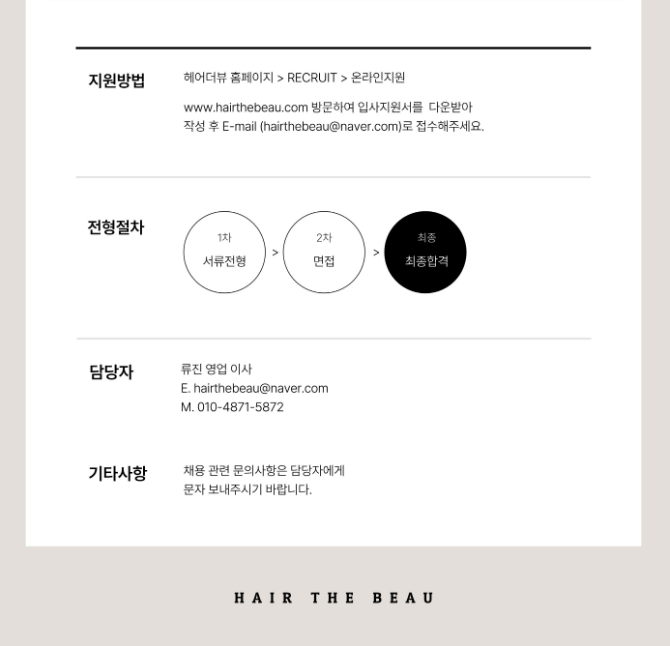 지원방법
헤어더뷰 홈페이지 > RECRUIT > 온라인지원
www.hairthebeau.com 방문하여 입사지원서를 다운받아
작성 후 E-mail (hairthebeau@naver.com)로 접수해주세요.
전형절차
1차
서류전형
>
2차
면접
>
최종
최종합격
담당자
류진 영업 이사
E. hairthebeau@naver.com
M. 010-4871-5872
기타사항
채용 관련 문의사항은 담당자에게
문자 보내주시기 바랍니다.
HAIR THE BEAU